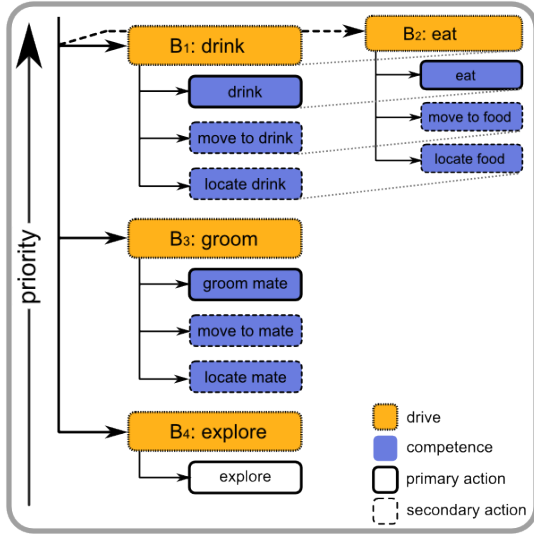 priority
B₁: drink
drink
move to drink
locate drink
B₂: eat
eat
move to food
locate food
B₃: groom
groom mate
move to mate
locate mate
B₄: explore
explore
drive
competence
primary action
secondary action